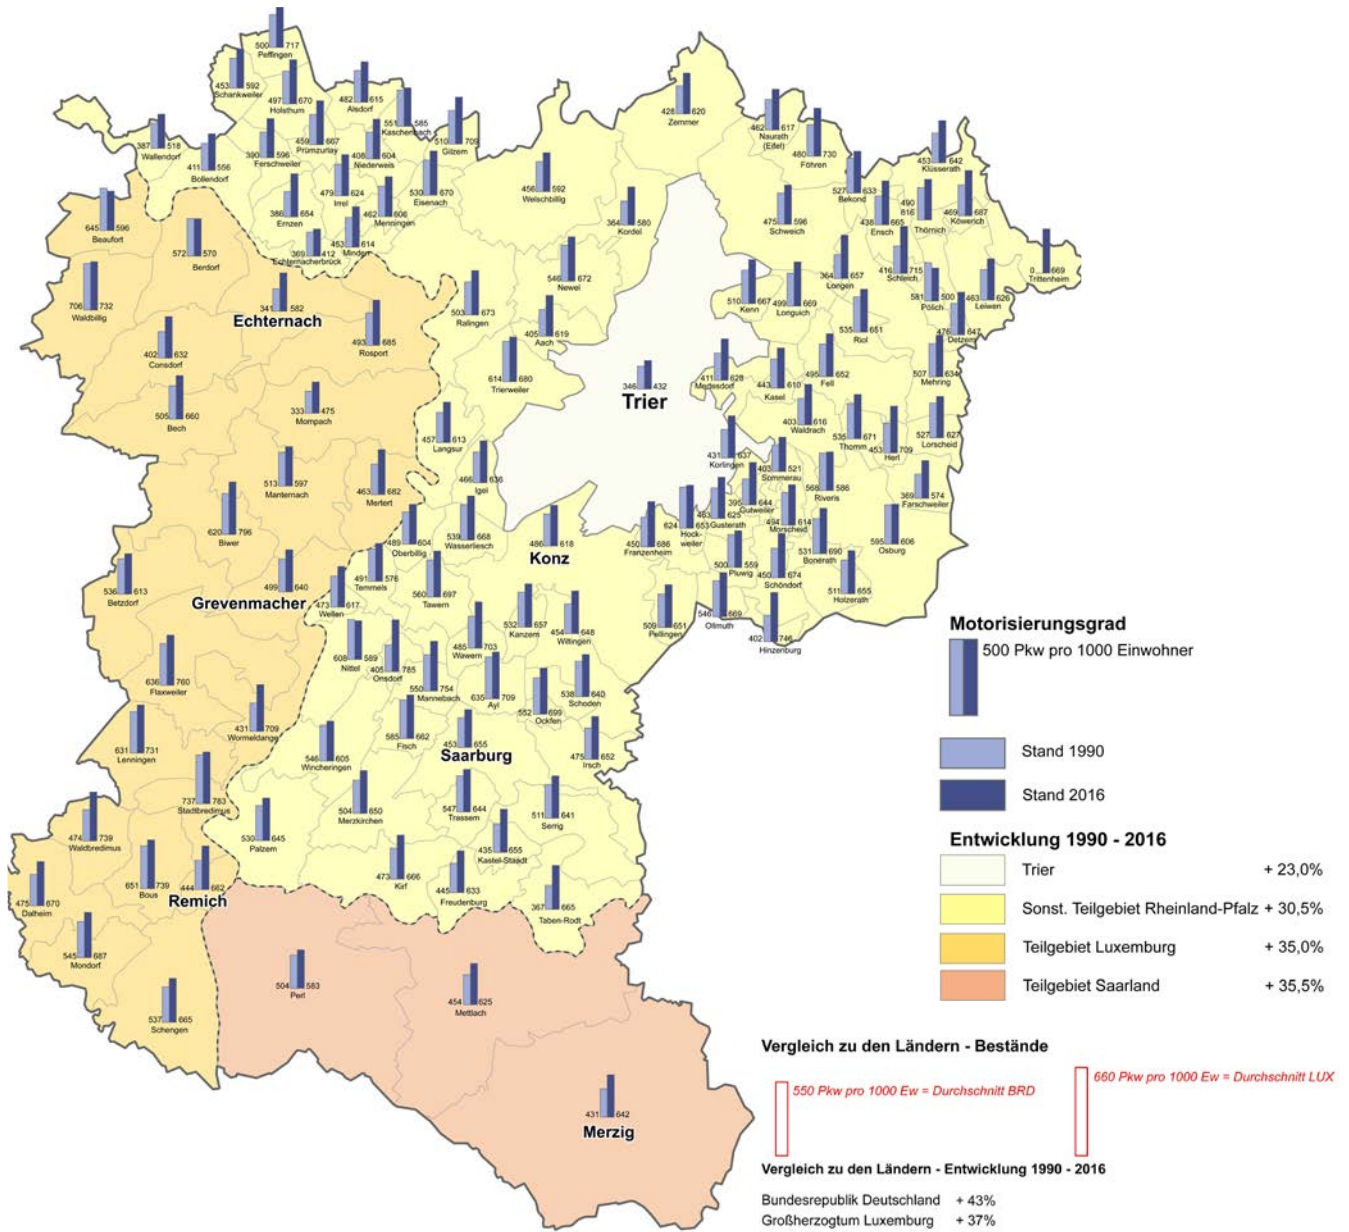 500 717
Peffingen
453 592
Schankweiler
497 670
Holsthum
482 615
Alsdorf
551 585
Kaschenbach
510 709
Gilzem
428 620
Zemmer
462 617
Naurath
(Eifel)
480 730
Föhren
453 642
Klüsserath
387 518
Wallendorf
411 556
Bollendorf
390 596
Ferschweiler
459 667
Prümzurlay
408 604
Niederweis
479 624
Irrel
530 670
Eisenach
456 592
Welschbillig
527 633
Bekond
490
816
Thörnich
469 687
Köwerich
386 654
Ernzen
462 606
Menningen
364 580
Kordel
475 596
Schweich
438 665
Ensch
645 596
Beaufort
572 570
Berdorf
369 412
Echternacherbrück
453 614
Minden
546 672
Newel
364 657
Longen
416 715
Schleich
0 669
Trittenheim
706 732
Waldbillig
341 582
Echternach
503 673
Ralingen
405 619
Aach
510 667
Kenn
499 669
Longuich
581 500
Pölich
463 626
Leiwen
402 632
Consdorf
493 685
Rosport
535 651
Riol
476 647
Detzem
614 680
Trierweiler
346 432
Trier
411 628
Mertesdorf
443 610
Kasel
495 652
Fell
507 634
Mehring
505 660
Bech
333 475
Mompach
457 613
Langsur
403 616
Waldrach
535 671
Thomm
453 709
Herl
527 627
Lorscheid
431 637
Korlingen
403 521
Sommerau
513 597
Manternach
463 682
Mertert
466 636
Igel
568 586
Riveris
369 574
Farschweiler
620 796
Biwer
489 604
Oberbillig
539 668
Wasserliesch
486 618
Konz
450 686
Franzenheim
624 653
Hock-
weiler
463 625
Gusterath
395 644
Gutweiler
494 614
Morscheid
531 690
Bonerath
595 606
Osburg
536 613
Betzdorf
499 640
Grevenmacher
491 576
Temmels
473 617
Wellen
560 697
Tawern
500 559
Pluwig
450 674
Schöndorf
511 655
Holzerath
532 657
Kanzem
454 648
Wiltingen
509 651
Pellingen
546 669
Ollmuth
402 746
Hinzenburg
636 760
Flaxweiler
608 589
Nittel
405 785
Onsdorf
485 703
Wawern
550 754
Mannebach
635 709
Ayl
552 699
Ockfen
538 640
Schoden
431 709
Wormeldange
631 731
Lenningen
546 605
Wincheringen
585 662
Fisch
453 655
Saarburg
475 652
Irsch
737 783
Stadtbredimus
504 650
Merzkirchen
547 644
Trassem
511 641
Serrig
474 739
Waldbredimus
530 645
Palzem
435 655
Kastel-Staadt
475 670
Dalheim
651 739
Bous
444 662
Remich
473 666
Kirf
445 633
Freudenburg
367 665
Taben-Rodt
545 687
Mondorf
537 665
Schengen
504 583
Perl
454 625
Mettlach
431 642
Merzig
Motorisierungsgrad
500 Pkw pro 1000 Einwohner
Stand 1990
Stand 2016
Entwicklung 1990 - 2016
Trier + 23,0%
Sonst. Teilgebiet Rheinland-Pfalz + 30,5%
Teilgebiet Luxemburg + 35,0%
Teilgebiet Saarland + 35,5%
Vergleich zu den Ländern - Bestände
550 Pkw pro 1000 Ew = Durchschnitt BRD
660 Pkw pro 1000 Ew = Durchschnitt LUX
Vergleich zu den Ländern - Entwicklung 1990 - 2016
Bundesrepublik Deutschland + 43%
Großherzogtum Luxemburg + 37%